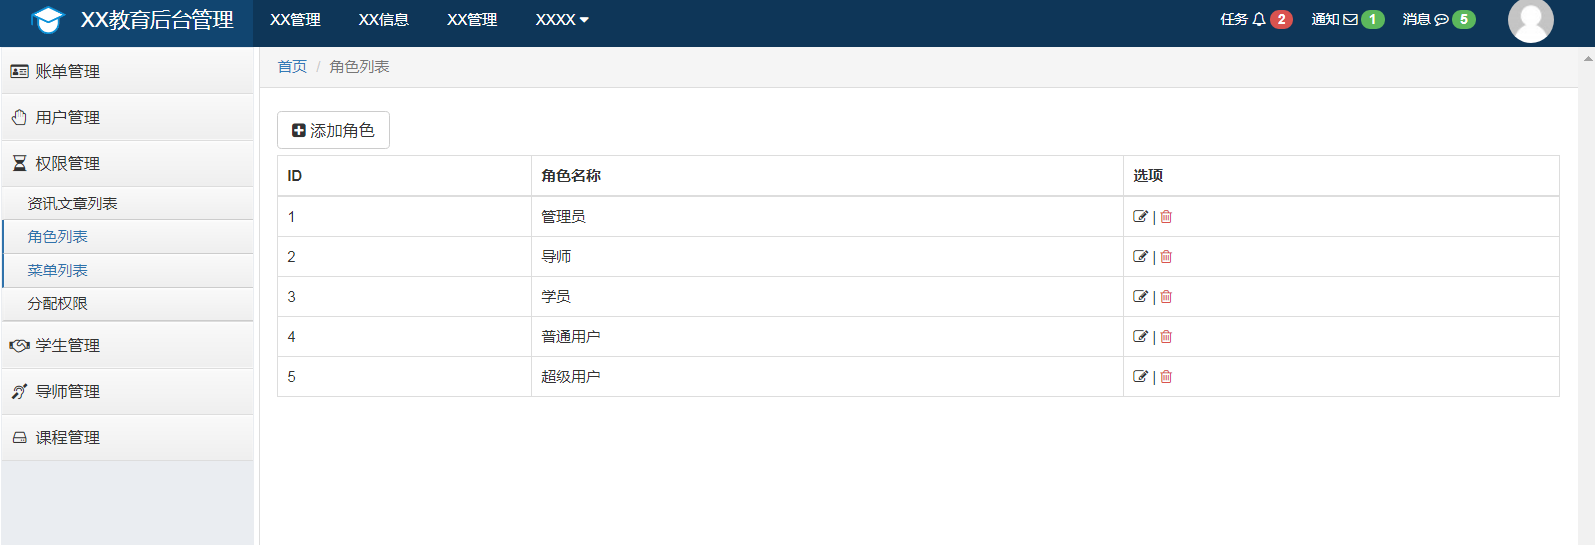 XX教育后台管理 XX管理 XX信息 XX管理 XXXX 任务 2 通知 1 消息 5
账单管理
用户管理
权限管理
资讯文章列表
角色列表
菜单列表
分配权限
学生管理
导师管理
课程管理
首页 / 角色列表
添加角色
ID 角色名称 选项
1 管理员 |
2 导师 |
3 学员 |
4 普通用户 |
5 超级用户 |